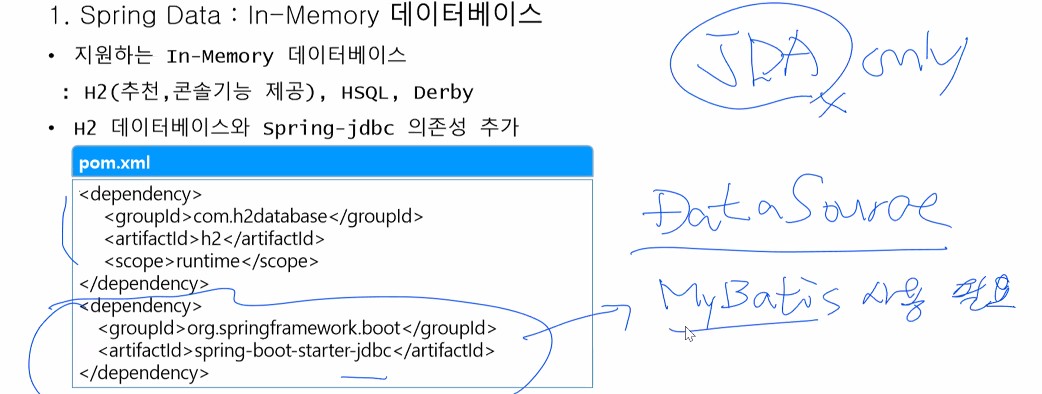 1. Spring Data : In-Memory 데이터베이스
• 지원하는 In-Memory 데이터베이스
: H2(추천,콘솔기능 제공), HSQL, Derby
• H2 데이터베이스와 Spring-jdbc 의존성 추가
pom.xml
<dependency>
<groupId>com.h2database</groupId>
<artifactId>h2</artifactId>
<scope>runtime</scope>
</dependency>
<dependency>
<groupId>org.springframework.boot</groupId>
<artifactId>spring-boot-starter-jdbc</artifactId>
</dependency>
only
DataSource
MyBatis 사용 필요